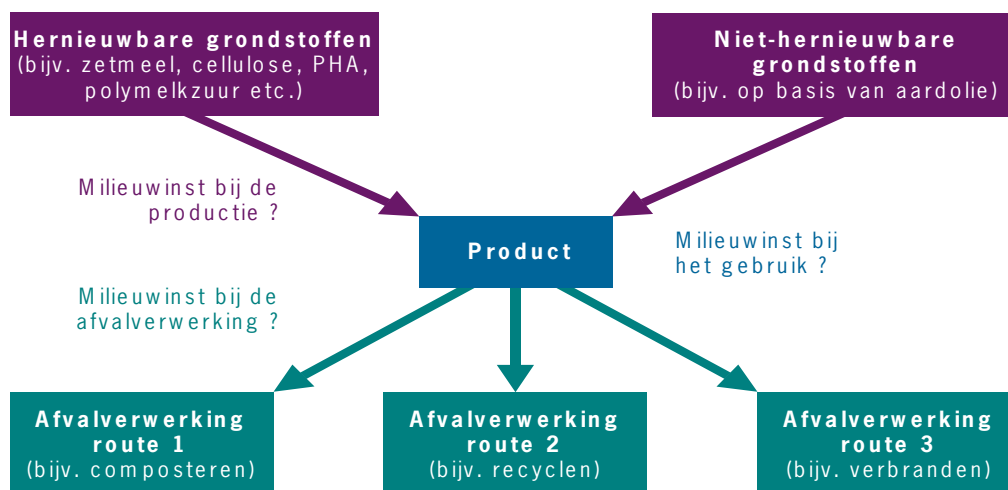 Hernieuwbare grondstoffen
(bijv. zetmeel, cellulose, PHA,
polymelkzuur etc.)
Niet-hernieuwbare
grondstoffen
(bijv. op basis van aardolie)
Milieuwinst bij de
productie ?
Product
Milieuwinst bij
het gebruik ?
Milieuwinst bij de
afvalverwerking ?
Afvalverwerking
route 1
(bijv. composteren)
Afvalverwerking
route 2
(bijv. recyclen)
Afvalverwerking
route 3
(bijv. verbranden)